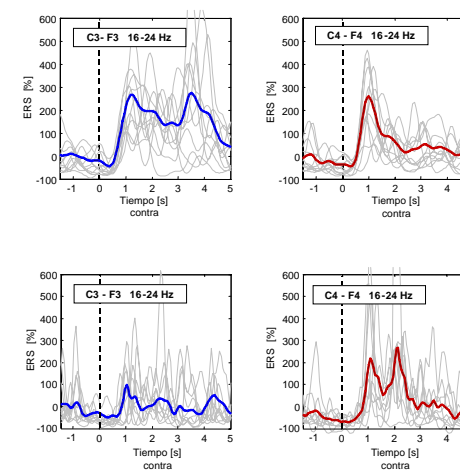 600
C3- F3 16-24 Hz
500
400
300
200
100
0
-100
ERS [%]
-1 0 1 2 3 4 5
Tiempo [s]
contra
600
C4 - F4 16-24 Hz
500
400
300
200
100
0
-100
ERS [%]
-1 0 1 2 3 4
Tiempo [s]
contra
600
C3 - F3 16-24 Hz
500
400
300
200
100
0
-100
ERS [%]
-1 0 1 2 3 4 5
Tiempo [s]
contra
600
C4 - F4 16-24 Hz
500
400
300
200
100
0
-100
ERS [%]
-1 0 1 2 3 4
Tiempo [s]
contra